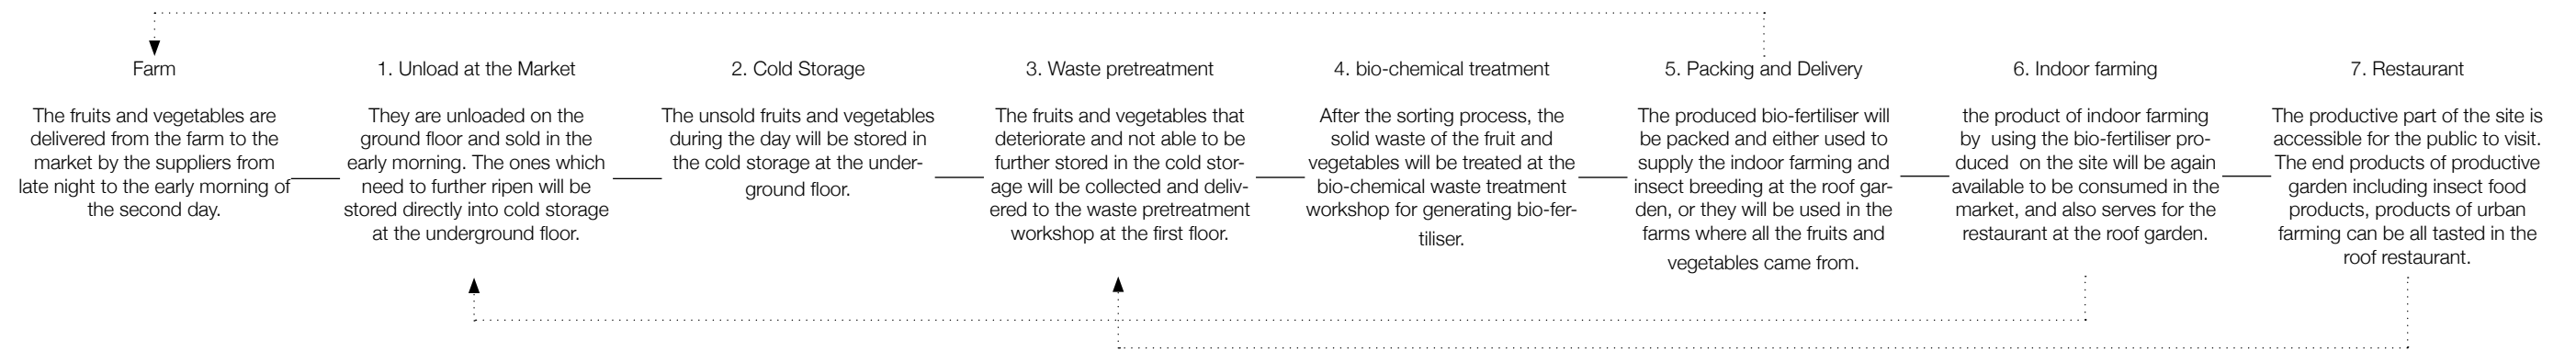 Farm
The fruits and vegetables are
delivered from the farm to the
market by the suppliers from
late night to the early morning of
the second day.
1. Unload at the Market
They are unloaded on the
ground floor and sold in the
early morning. The ones which
need to further ripen will be
stored directly into cold storage
at the underground floor.
2. Cold Storage
The unsold fruits and vegetables
during the day will be stored in
the cold storage at the under-
ground floor.
3. Waste pretreatment
The fruits and vegetables that
deteriorate and not able to be
further stored in the cold stor-
age will be collected and deliv-
ered to the waste pretreatment
workshop at the first floor.
4. bio-chemical treatment
After the sorting process, the
solid waste of the fruit and
vegetables will be treated at the
bio-chemical waste treatment
workshop for generating bio-fer-
tiliser.
5. Packing and Delivery
The produced bio-fertiliser will
be packed and either used to
supply the indoor farming and
insect breeding at the roof gar-
den, or they will be used in the
farms where all the fruits and
vegetables came from.
6. Indoor farming
the product of indoor farming
by  using the bio-fertiliser pro-
duced  on the site will be again
available to be consumed in the
market, and also serves for the
restaurant at the roof garden.
7. Restaurant
The productive part of the site is
accessible for the public to visit.
The end products of productive
garden including insect food
products, products of urban
farming can be all tasted in the
roof restaurant.